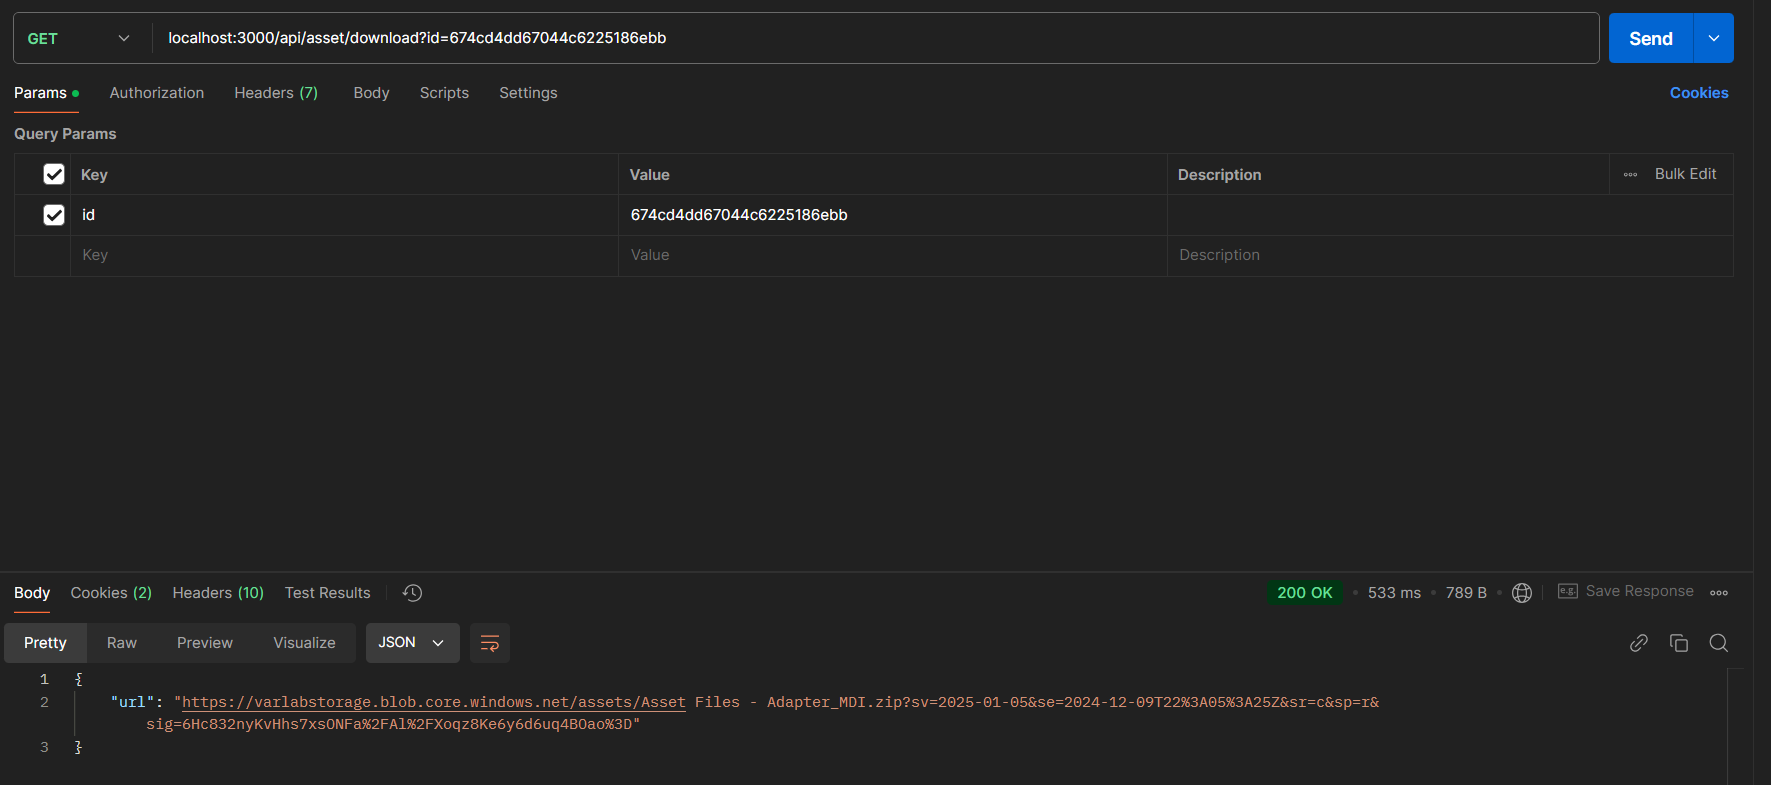 GET localhost:3000/api/asset/download?id=674cd4dd67044c6225186ebb Send
Params Authorization Headers (7) Body Scripts Settings Cookies
Query Params
Key Value Description Bulk Edit
id 674cd4dd67044c6225186ebb
Key Value Description
Body Cookies (2) Headers (10) Test Results 200 OK 533 ms 789 B e.g. Save Response
Pretty Raw Preview Visualize JSON
1 {
2 "url": "https://varlabstorage.blob.core.windows.net/assets/Asset Files - Adapter_MDI.zip?sv=2025-01-05&se=2024-12-09T22%3A05%3A25Z&sr=c&sp=r&
sig=6Hc832nyKvHhs7xsONFa%2FAl%2FXoqz8Ke6y6d6uq4BOao%3D"
3 }